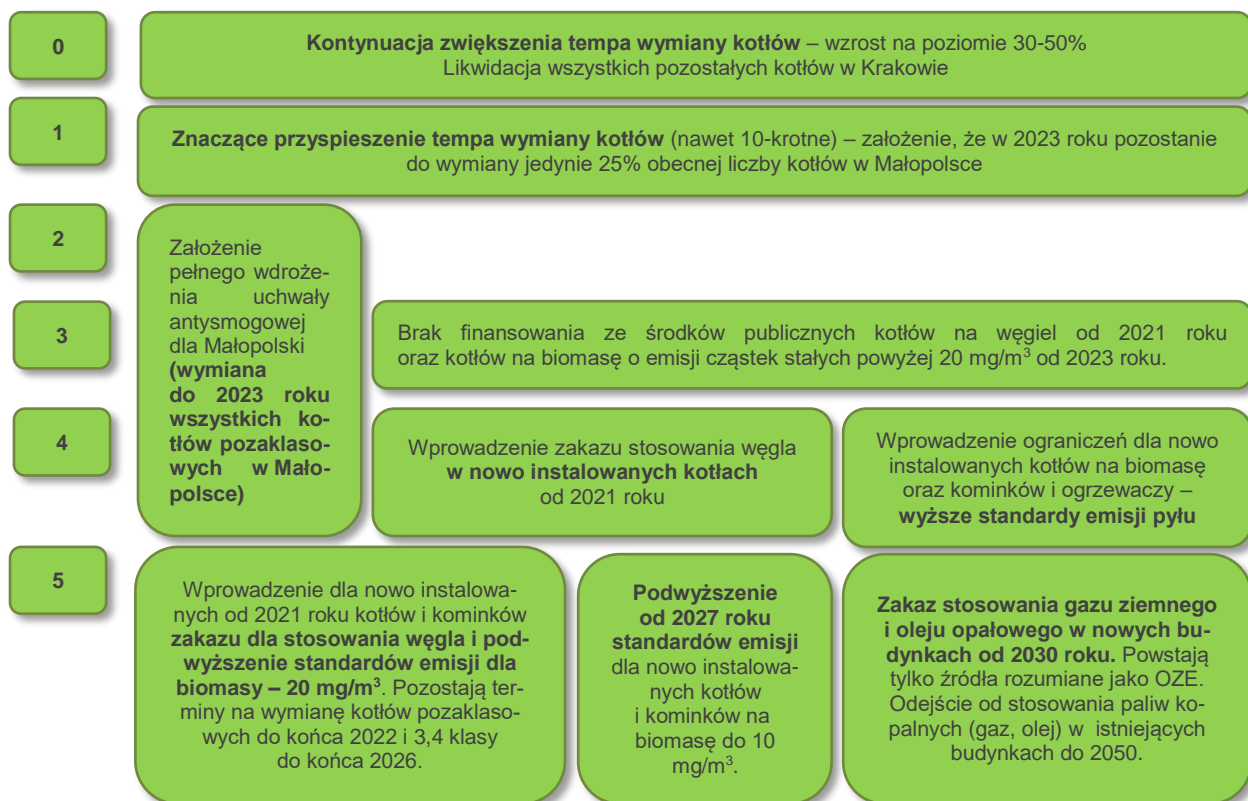 0
Kontynuacja zwiększenia tempa wymiany kotłów – wzrost na poziomie 30-50%
Likwidacja wszystkich pozostałych kotłów w Krakowie
1
Znaczące przyspieszenie tempa wymiany kotłów (nawet 10-krotne) – założenie, że w 2023 roku pozostanie
do wymiany jedynie 25% obecnej liczby kotłów w Małopolsce
2
Założenie
pełnego wdroże-
nia uchwały
antysmogowej
dla Małopolski
(wymiana
do 2023 roku
wszystkich ko-
tłów pozaklaso-
wych w Mało-
polsce)
3
Brak finansowania ze środków publicznych kotłów na węgiel od 2021 roku
oraz kotłów na biomasę o emisji cząstek stałych powyżej 20 mg/m³ od 2023 roku.
4
Wprowadzenie zakazu stosowania węgla
w nowo instalowanych kotłach
od 2021 roku
Wprowadzenie ograniczeń dla nowo
instalowanych kotłów na biomasę
oraz kominków i ogrzewaczy –
wyższe standardy emisji pyłu
5
Wprowadzenie dla nowo instalowa-
nych od 2021 roku kotłów i kominków
zakazu dla stosowania węgla i pod-
wyższenie standardów emisji dla
biomasy – 20 mg/m³. Pozostają ter-
miny na wymianę kotłów pozaklaso-
wych do końca 2022 i 3,4 klasy
do końca 2026.
Podwyższenie
od 2027 roku
standardów emisji
dla nowo instalowa-
nych kotłów
i kominków na
biomasę do 10
mg/m³.
Zakaz stosowania gazu ziemnego
i oleju opałowego w nowych bu-
dynkach od 2030 roku. Powstają
tylko źródła rozumiane jako OZE.
Odejście od stosowania paliw ko-
palnych (gaz, olej) w istniejących
budynkach do 2050.